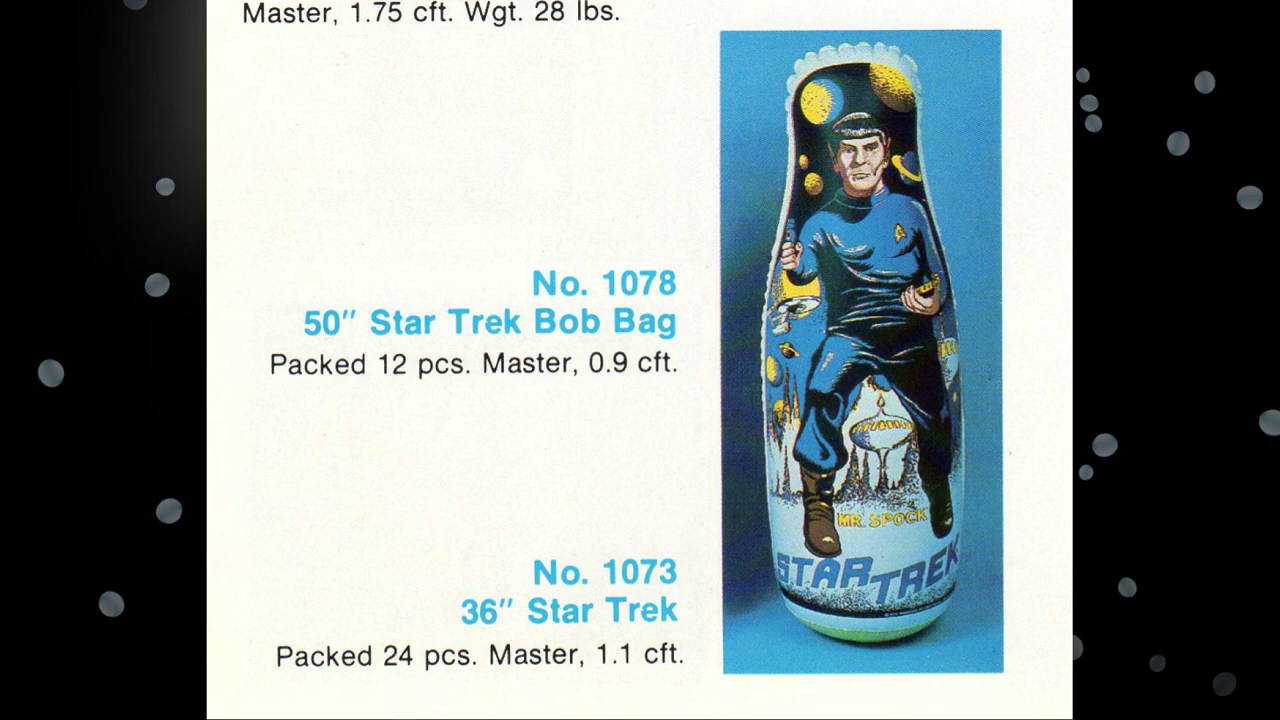 Master, 1.75 cft. Wgt. 28 lbs.
No. 1078
50″ Star Trek Bob Bag
Packed 12 pcs. Master, 0.9 cft.
No. 1073
36″ Star Trek
Packed 24 pcs. Master, 1.1 cft.
MR. SPOCK
STAR TREK